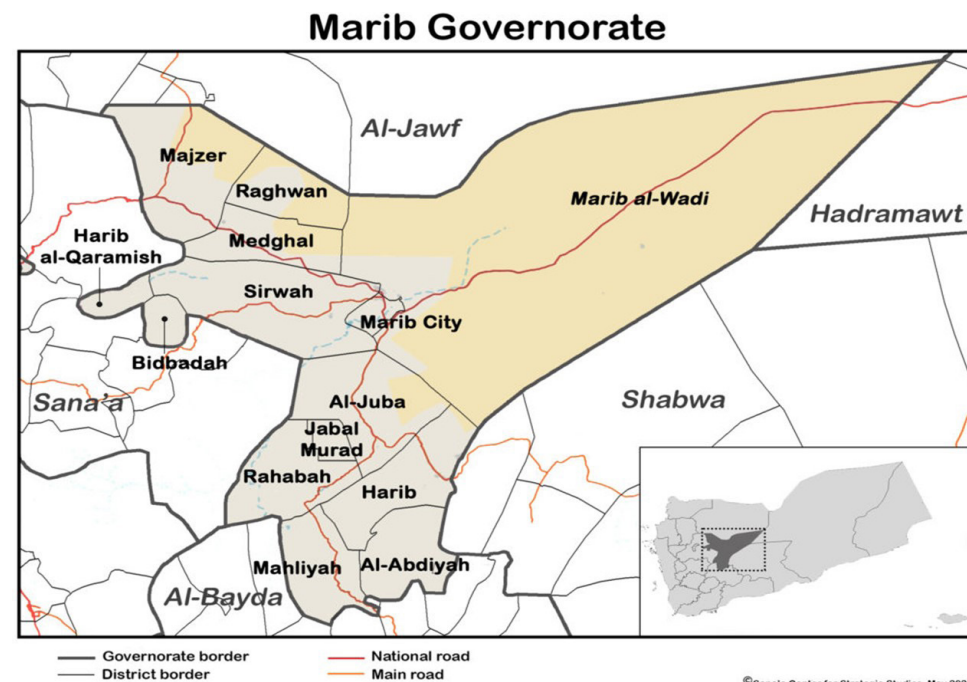 Marib Governorate
Al-Jawf
Majzer
Raghwan
Marib al-Wadi
Hadramawt
Harib
al-Qaramish
Medghal
Sirwah
Marib City
Bidbadah
Sana'a
Al-Juba
Shabwa
Jabal
Murad
Rahabah
Harib
Mahliyah
Al-Abdiyah
Al-Bayda
Governorate border
National road
District border
Main road